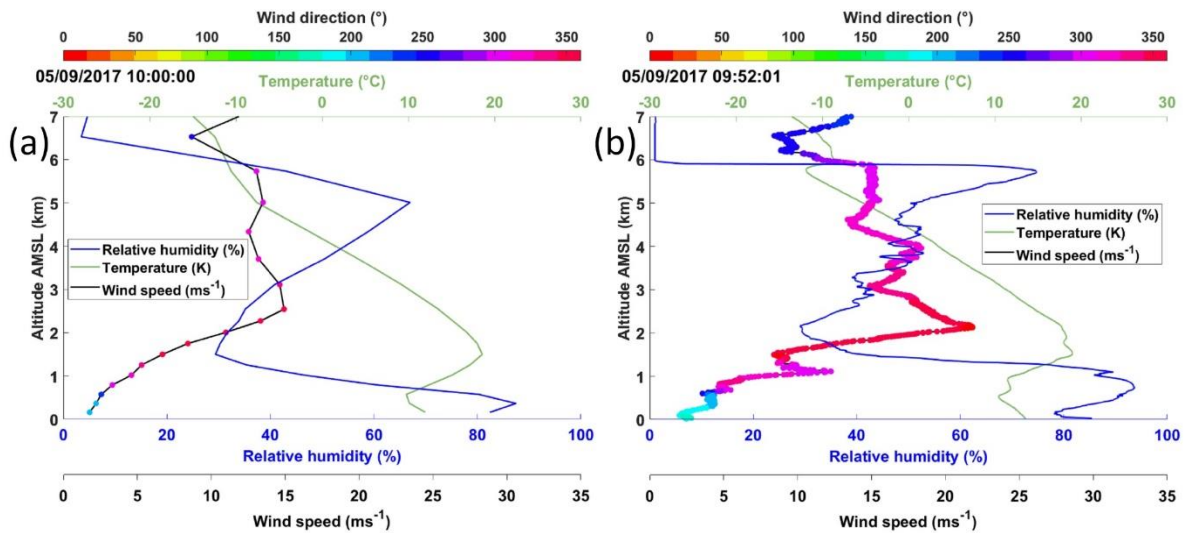 Wind direction (°)
0 50 100 150 200 250 300 350
05/09/2017 10:00:00
Temperature (°C)
-30 -20 -10 0 10 20 30
(a)
7
6
5
4
3
2
1
0
Altitude AMSL (km)
Relative humidity (%)
Temperature (K)
Wind speed (ms⁻¹)
0 20 40 60 80 100
Relative humidity (%)
0 5 10 15 20 25 30 35
Wind speed (ms⁻¹)
Wind direction (°)
0 50 100 150 200 250 300 350
05/09/2017 09:52:01
Temperature (°C)
-30 -20 -10 0 10 20 30
(b)
7
6
5
4
3
2
1
0
Altitude AMSL (km)
Relative humidity (%)
Temperature (K)
Wind speed (ms⁻¹)
0 20 40 60 80 100
Relative humidity (%)
0 5 10 15 20 25 30 35
Wind speed (ms⁻¹)